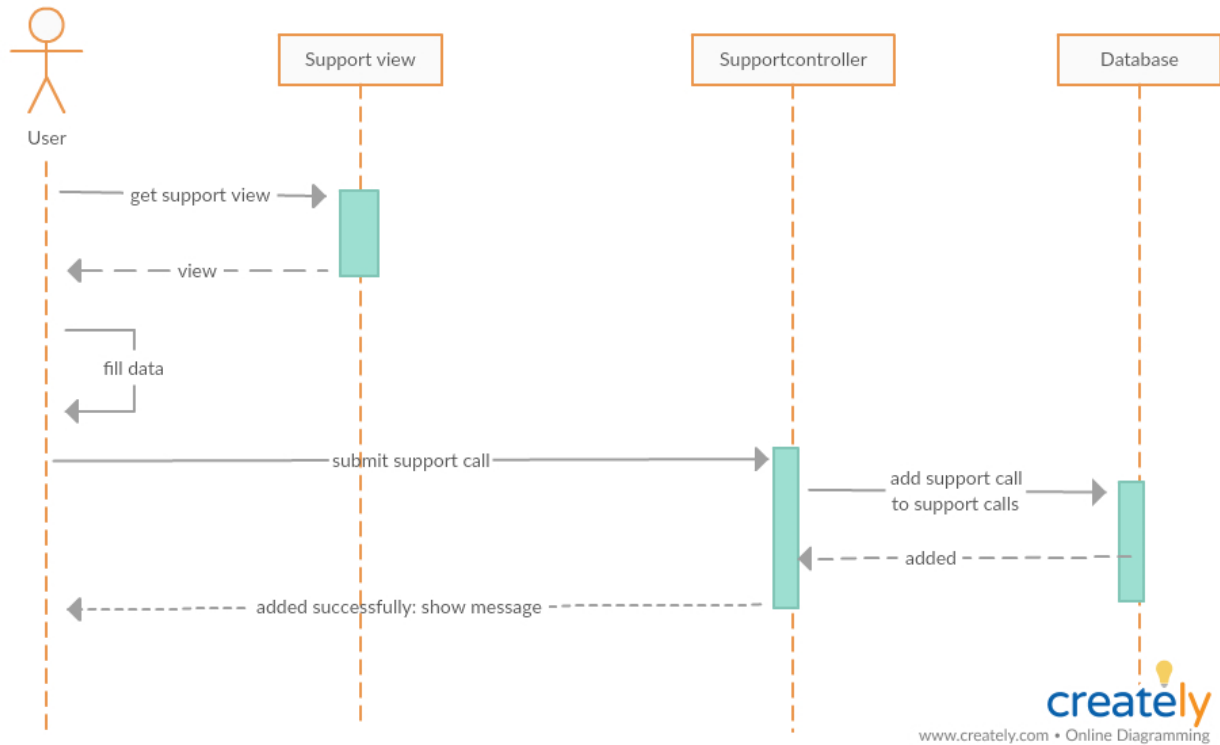 Support view
Supportcontroller
Database
User
get support view
view
fill data
submit support call
add support call
to support calls
added
added successfully: show message
creately
www.creately.com • Online Diagramming